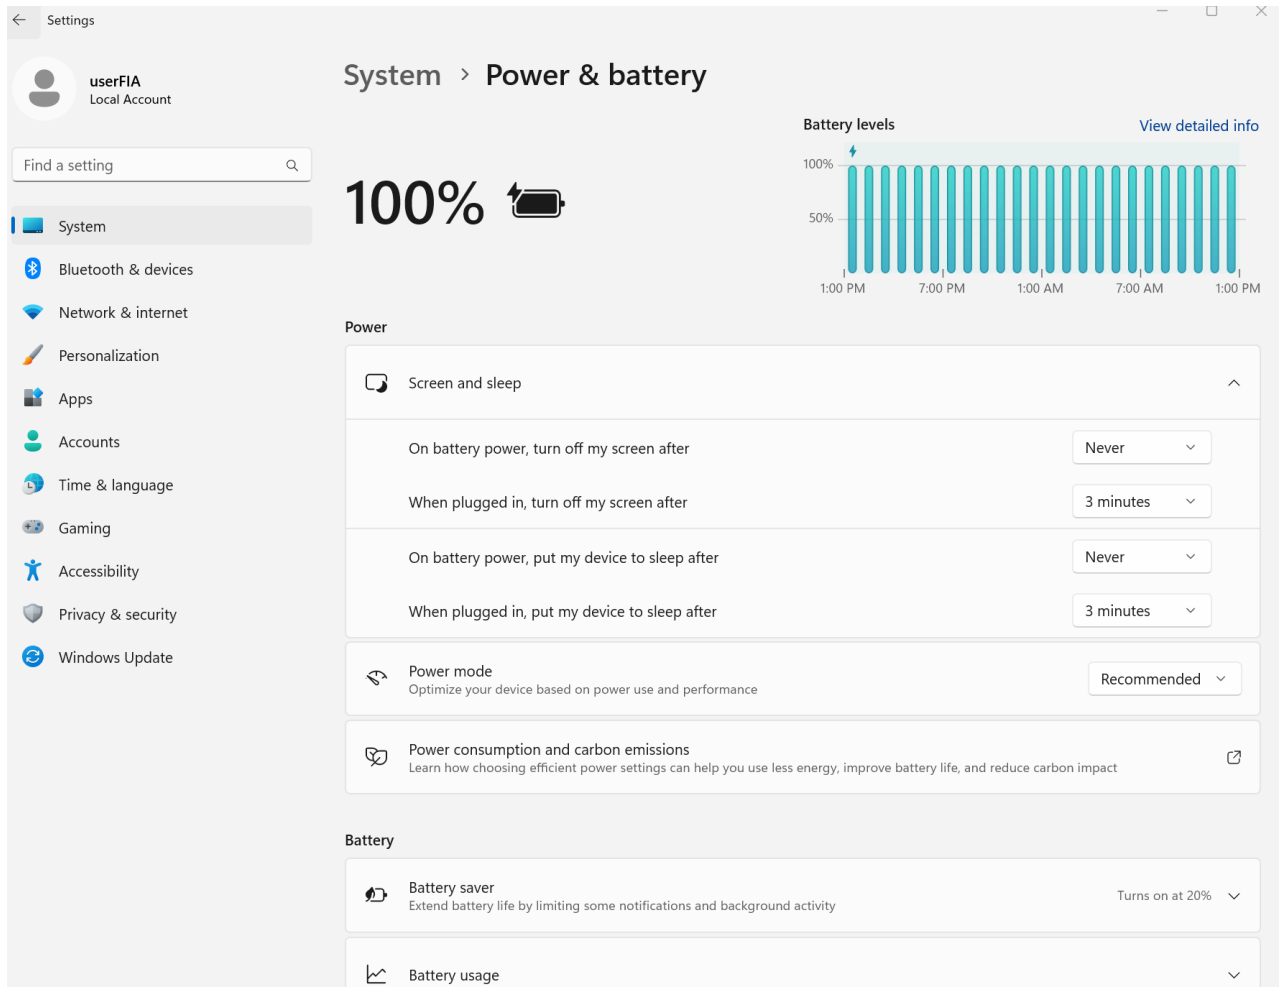 Settings
userFIA
Local Account
Find a setting
System
Bluetooth & devices
Network & internet
Personalization
Apps
Accounts
Time & language
Gaming
Accessibility
Privacy & security
Windows Update
System > Power & battery
100%
Battery levels
View detailed info
100%
50%
1:00 PM 7:00 PM 1:00 AM 7:00 AM 1:00 PM
Power
Screen and sleep
On battery power, turn off my screen after Never
When plugged in, turn off my screen after 3 minutes
On battery power, put my device to sleep after Never
When plugged in, put my device to sleep after 3 minutes
Power mode
Optimize your device based on power use and performance
Recommended
Power consumption and carbon emissions
Learn how choosing efficient power settings can help you use less energy, improve battery life, and reduce carbon impact
Battery
Battery saver
Extend battery life by limiting some notifications and background activity
Turns on at 20%
Battery usage